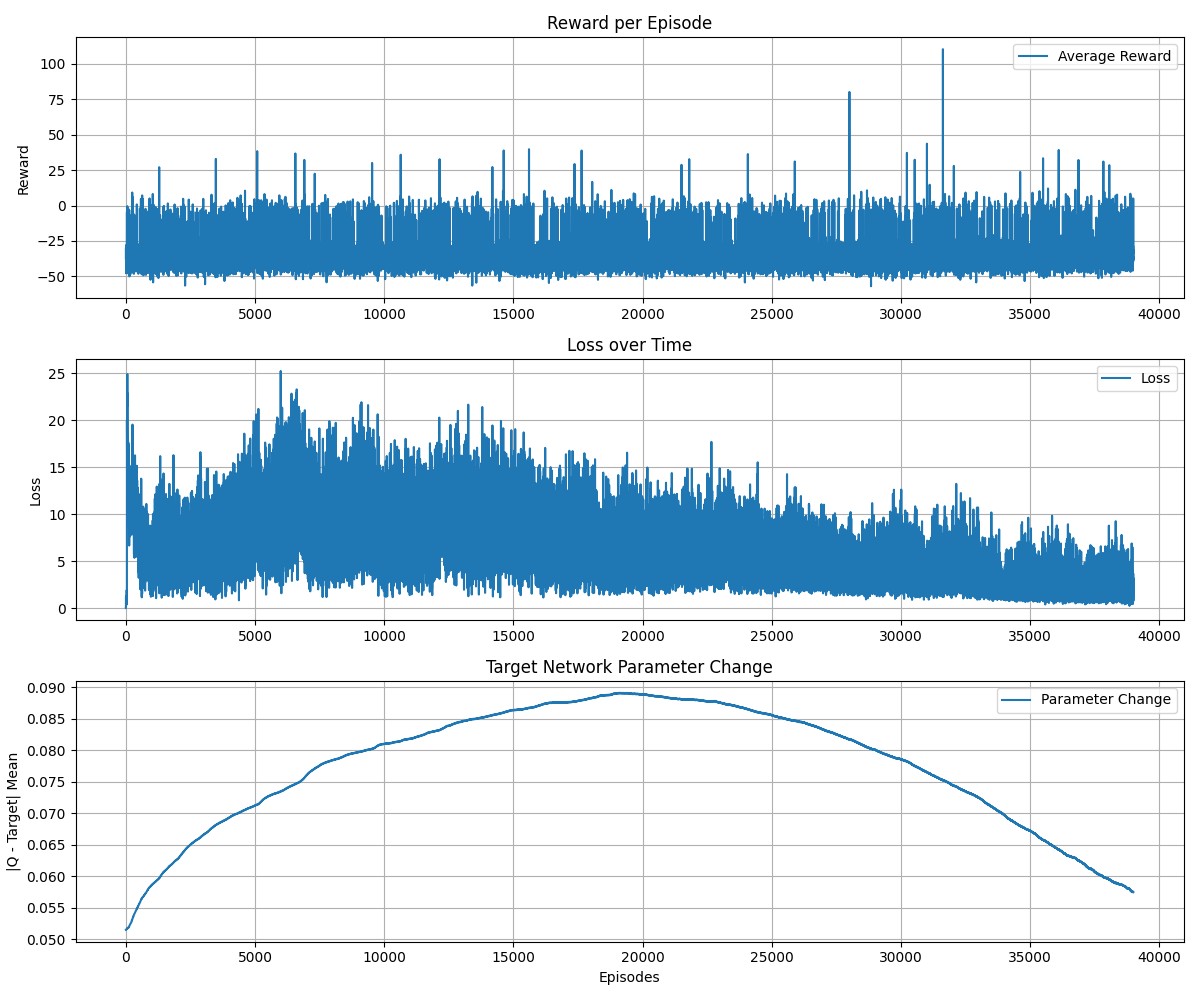 Reward per Episode
Reward
100
75
50
25
0
−25
−50
Average Reward
0 5000 10000 15000 20000 25000 30000 35000 40000
Loss over Time
Loss
25
20
15
10
5
0
Loss
0 5000 10000 15000 20000 25000 30000 35000 40000
Target Network Parameter Change
|Q - Target| Mean
0.090
0.085
0.080
0.075
0.070
0.065
0.060
0.055
0.050
Parameter Change
0 5000 10000 15000 20000 25000 30000 35000 40000
Episodes